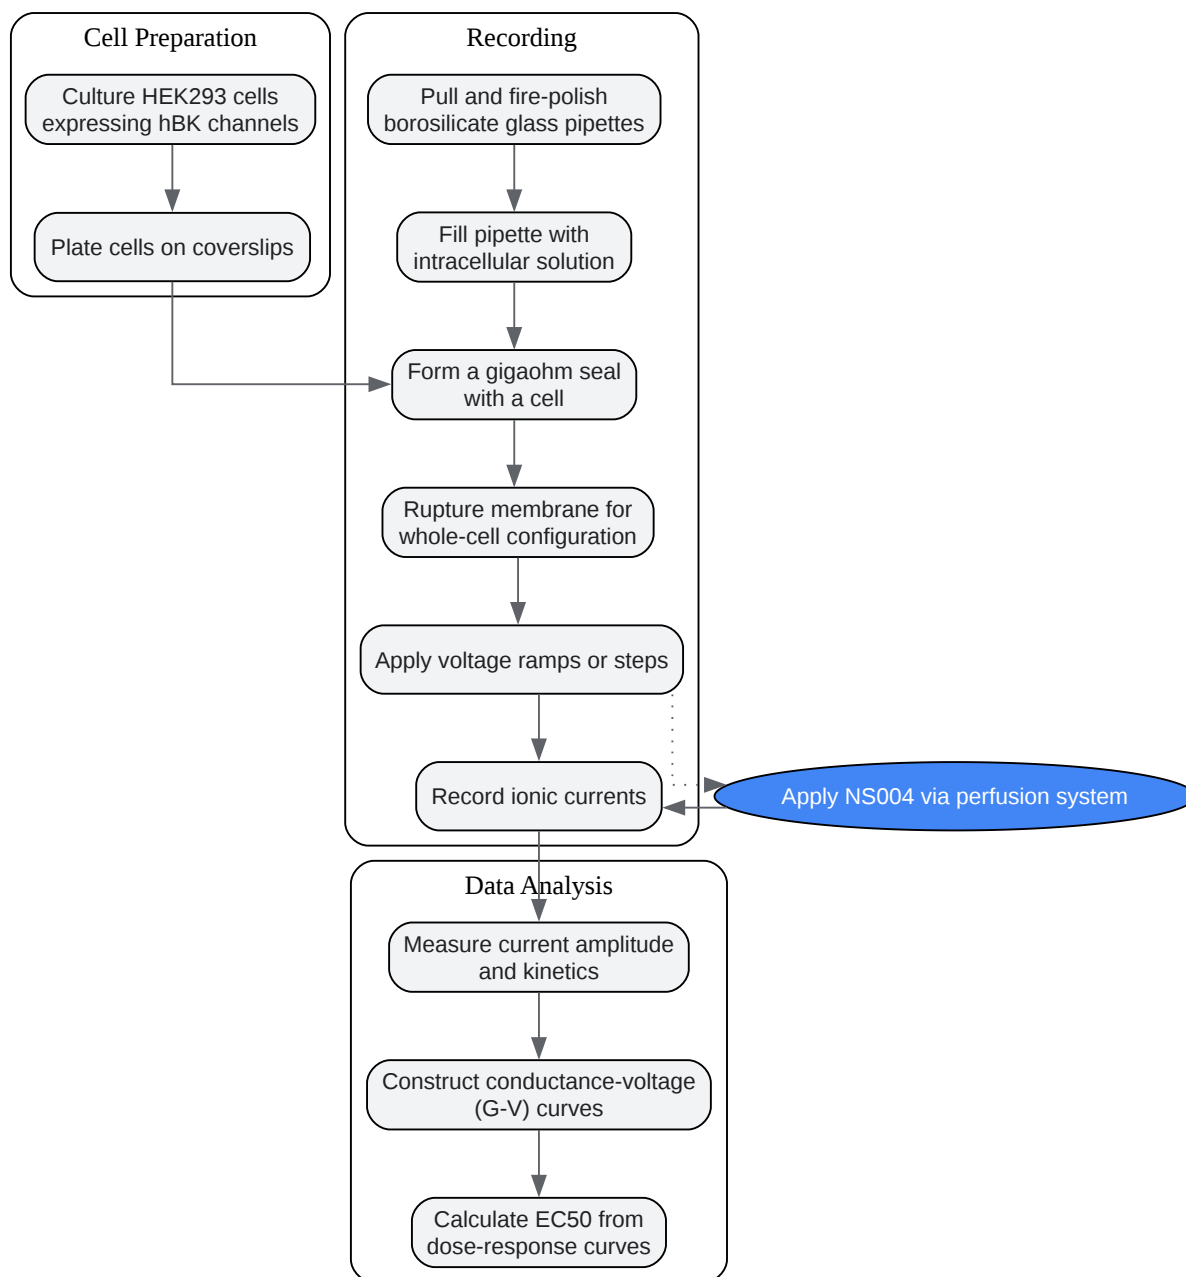 Cell Preparation
Culture HEK293 cells
expressing hBK channels
Plate cells on coverslips
Recording
Pull and fire-polish
borosilicate glass pipettes
Fill pipette with
intracellular solution
Form a gigaohm seal
with a cell
Rupture membrane for
whole-cell configuration
Apply voltage ramps or steps
Record ionic currents
Apply NS004 via perfusion system
Data Analysis
Measure current amplitude
and kinetics
Construct conductance-voltage
(G-V) curves
Calculate EC50 from
dose-response curves